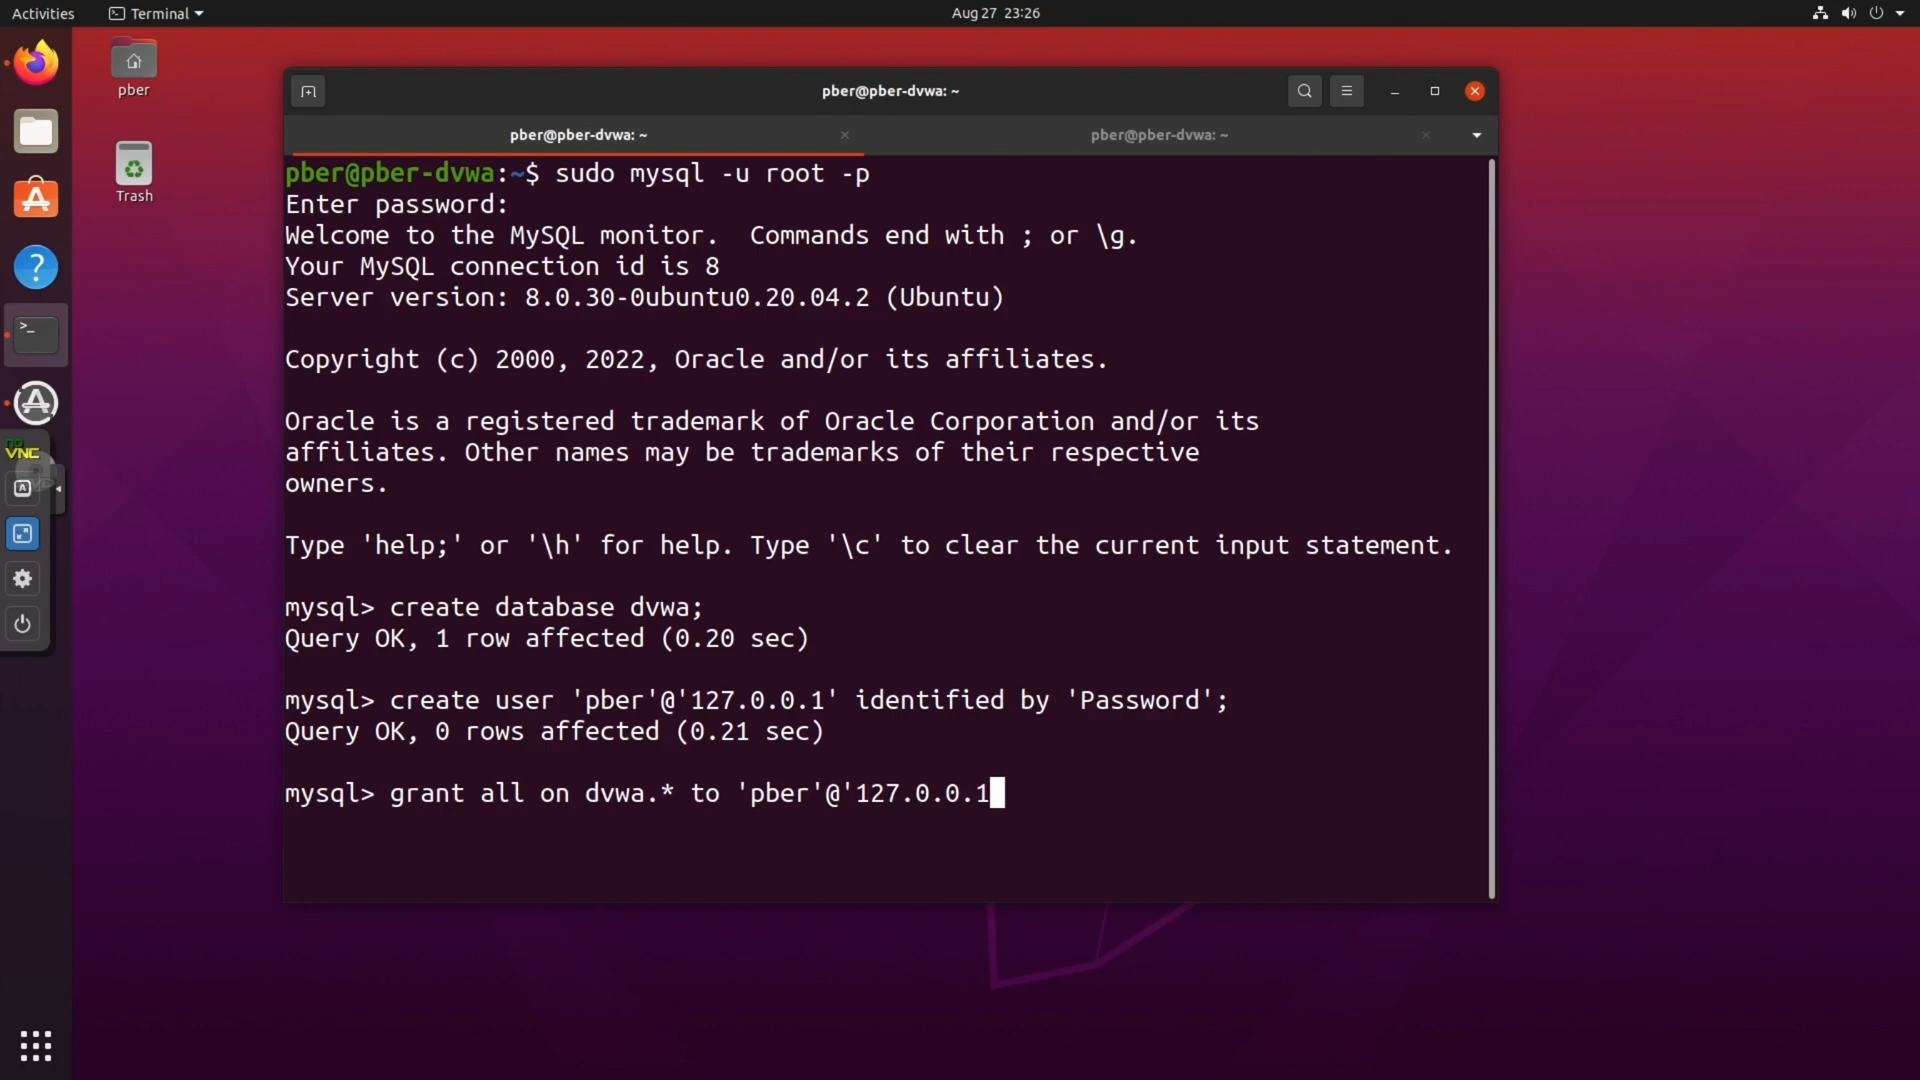 Activities
Terminal
Aug 27 23:26
pber
Trash
no
VNC
A
pber@pber-dvwa: ~
pber@pber-dvwa: ~
pber@pber-dvwa: ~
pber@pber-dvwa:~$ sudo mysql -u root -p
Enter password:
Welcome to the MySQL monitor.  Commands end with ; or \g.
Your MySQL connection id is 8
Server version: 8.0.30-0ubuntu0.20.04.2 (Ubuntu)
Copyright (c) 2000, 2022, Oracle and/or its affiliates.
Oracle is a registered trademark of Oracle Corporation and/or its
affiliates. Other names may be trademarks of their respective
owners.
Type 'help;' or '\h' for help. Type '\c' to clear the current input statement.
mysql> create database dvwa;
Query OK, 1 row affected (0.20 sec)
mysql> create user 'pber'@'127.0.0.1' identified by 'Password';
Query OK, 0 rows affected (0.21 sec)
mysql> grant all on dvwa.* to 'pber'@'127.0.0.1